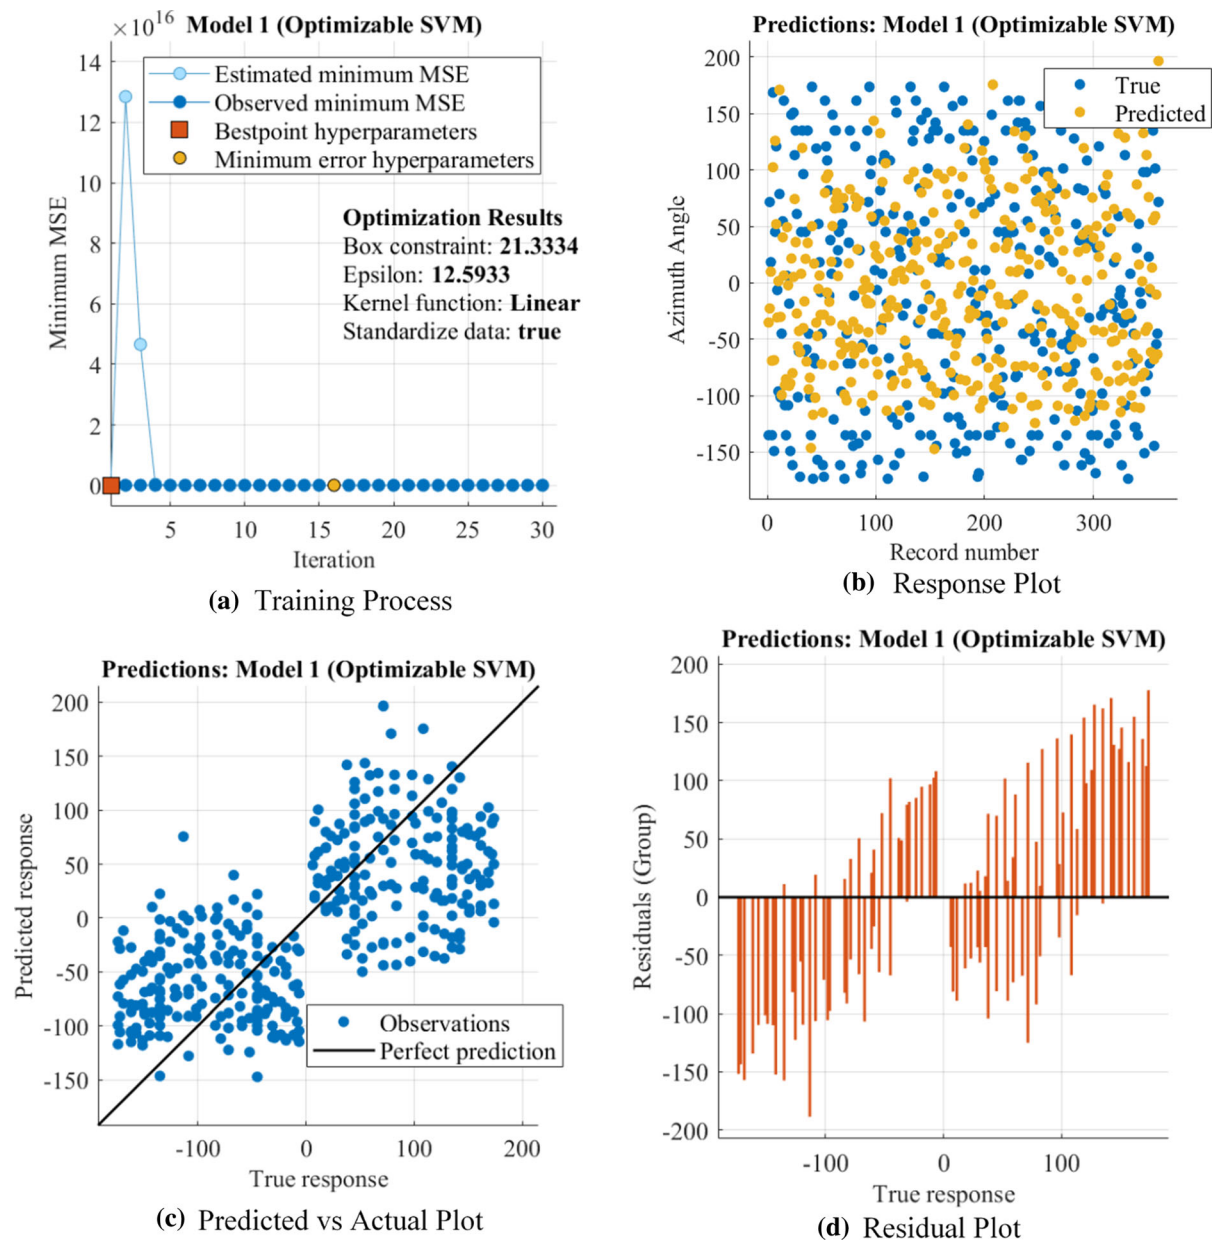 ×10^16
Model 1 (Optimizable SVM)
14
12
10
8
6
4
2
0
Minimum MSE
Estimated minimum MSE
Observed minimum MSE
Bestpoint hyperparameters
Minimum error hyperparameters
Optimization Results
Box constraint: 21.3334
Epsilon: 12.5933
Kernel function: Linear
Standardize data: true
5 10 15 20 25 30
Iteration
(a) Training Process
Predictions: Model 1 (Optimizable SVM)
200
150
100
50
0
-50
-100
-150
Azimuth Angle
True
Predicted
0 100 200 300
Record number
(b) Response Plot
Predictions: Model 1 (Optimizable SVM)
200
150
100
50
0
-50
-100
-150
Predicted response
Observations
Perfect prediction
-100 0 100 200
True response
(c) Predicted vs Actual Plot
Predictions: Model 1 (Optimizable SVM)
200
150
100
50
0
-50
-100
-150
-200
Residuals (Group)
-100 0 100
True response
(d) Residual Plot